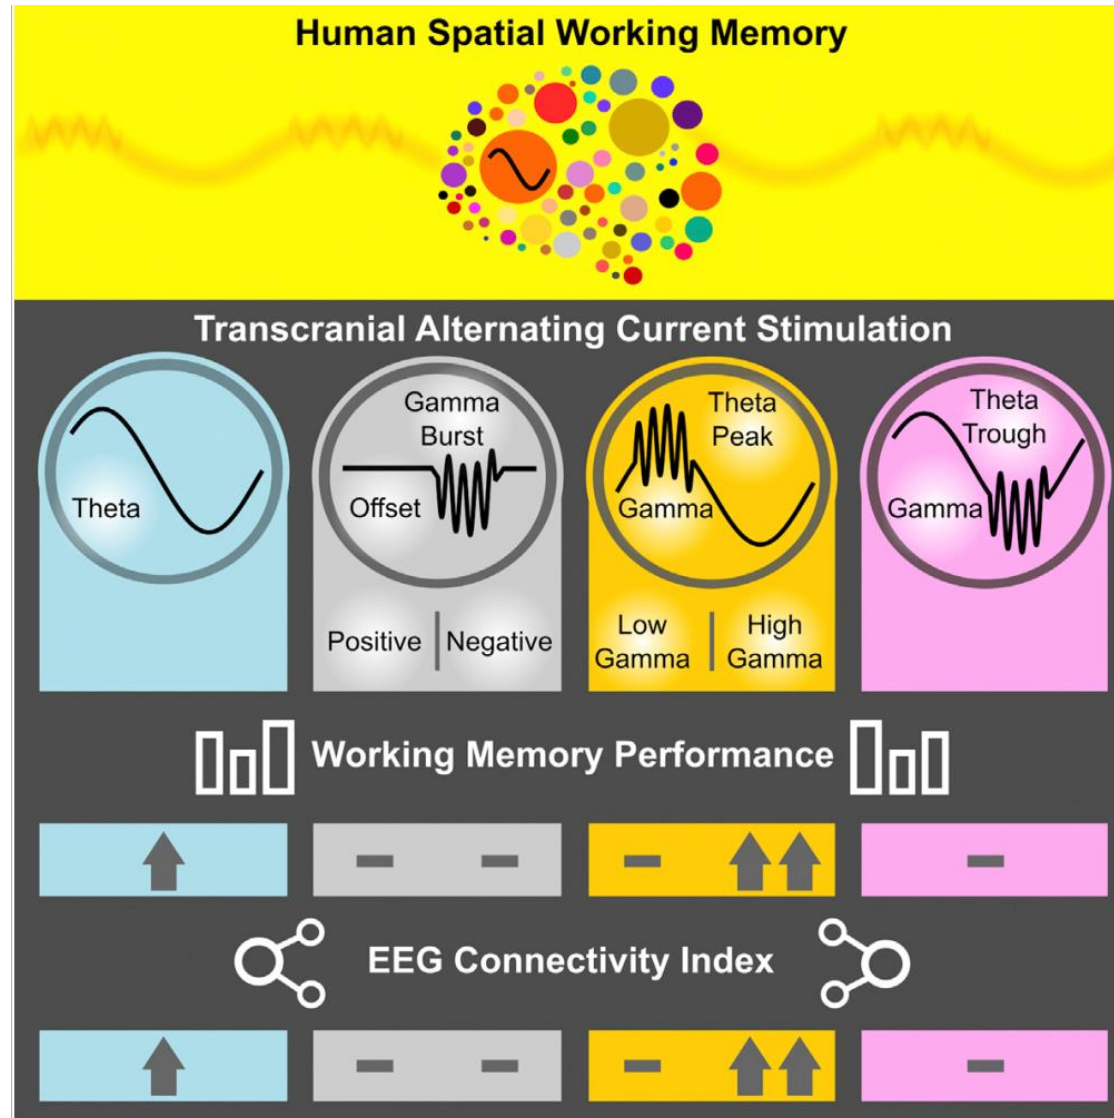 Human Spatial Working Memory
Transcranial Alternating Current Stimulation
Theta
Gamma
Burst
Offset
Positive
Negative
Theta
Peak
Gamma
Low
Gamma
High
Gamma
Theta
Trough
Gamma
Working Memory Performance
EEG Connectivity Index